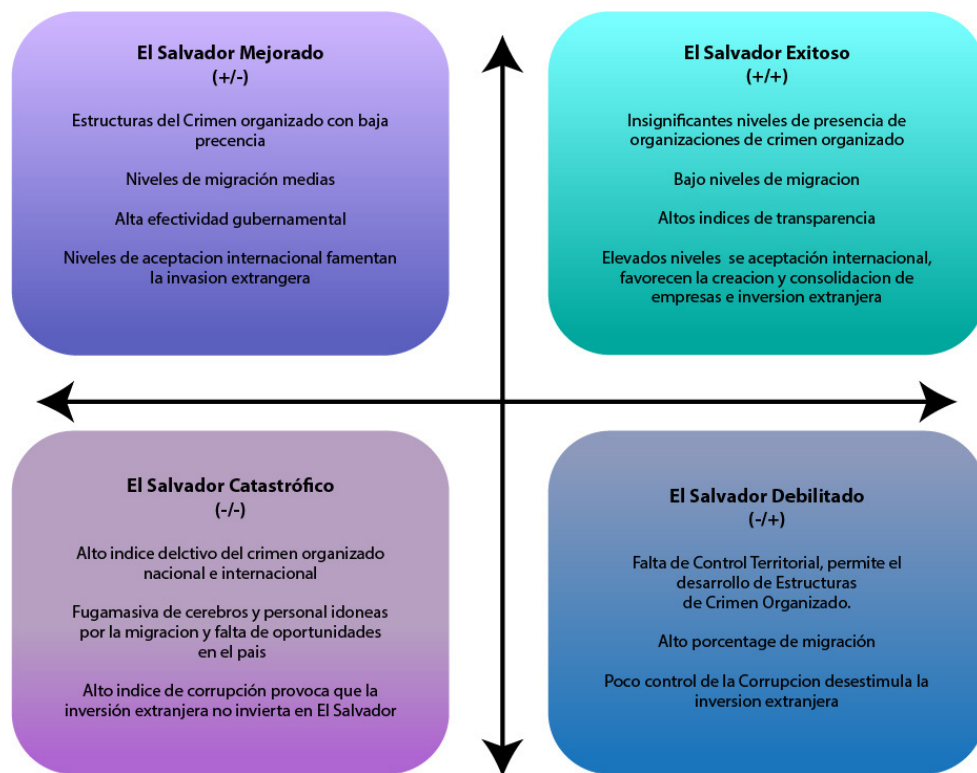 El Salvador Mejorado
(+/-)
Estructuras del Crimen organizado con baja
precencia
Niveles de migración medias
Alta efectividad gubernamental
Niveles de aceptacion internacional famentan
la invasion extrangera
El Salvador Exitoso
(+/+)
Insignificantes niveles de presencia de
organizaciones de crimen organizado
Bajo niveles de migracion
Altos indices de transparencia
Elevados niveles se aceptación internacional,
favorecen la creacion y consolidacion de
empresas e inversion extranjera
El Salvador Catastrófico
(-/-)
Alto indice delctivo del crimen organizado
nacional e internacional
Fugamasiva de cerebros y personal idoneas
por la migracion y falta de oportunidades
en el pais
Alto indice de corrupción provoca que la
inversión extranjera no invierta en El Salvador
El Salvador Debilitado
(-/+)
Falta de Control Territorial, permite el
desarrollo de Estructuras
de Crimen Organizado.
Alto porcentage de migración
Poco control de la Corrupcion desestimula la
inversion extranjera